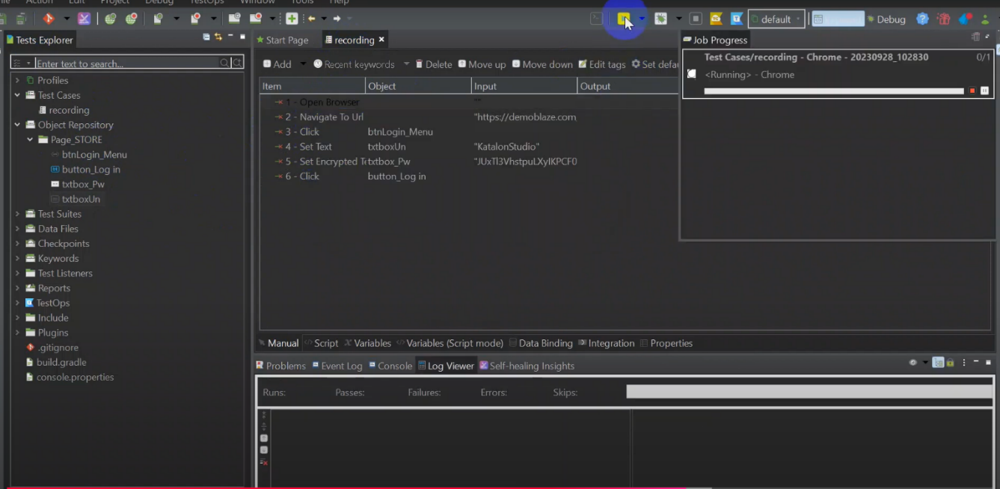 File Action Edit Project Debug TestOps Window Tools Help
default Debug
Tests Explorer
Enter text to search...
Profiles
Test Cases
recording
Object Repository
Page_STORE
btnLogin_Menu
button_Log in
txtbox_Pw
txtboxUn
Test Suites
Data Files
Checkpoints
Keywords
Test Listeners
Reports
TestOps
Include
Plugins
.gitignore
build.gradle
console.properties
Start Page recording
Add Recent keywords Delete Move up Move down Edit tags Set defau
Item Object Input Output
1 - Open Browser ""
2 - Navigate To Url "https://demoblaze.com,
3 - Click btnLogin_Menu
4 - Set Text txtboxUn "KatalonStudio"
5 - Set Encrypted Te txtbox_Pw
6 - Click button_Log in
Manual Script Variables Variables (Script mode) Data Binding Integration Properties
Job Progress
Test Cases/recording - Chrome - 20230928_102830 0/1
<Running> - Chrome
Problems Event Log Console Log Viewer Self-healing Insights
Runs: Passes: Failures: Errors: Skips: